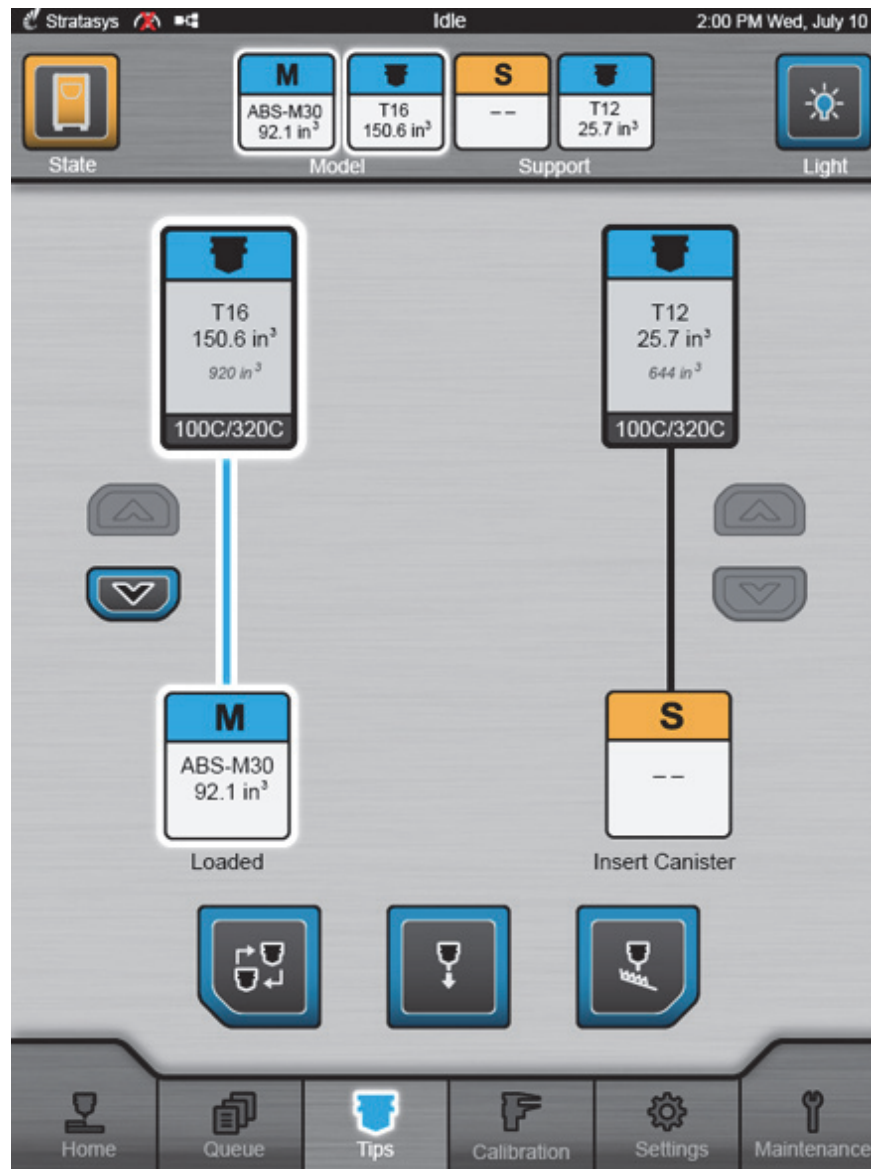 Stratasys Idle 2:00 PM Wed, July 10
M S
ABS-M30 T16 -- T12
92.1 in³ 150.6 in³ 25.7 in³
State Model Support Light
T16 T12
150.6 in³ 25.7 in³
920 in³ 644 in³
100C/320C 100C/320C
M S
ABS-M30 --
92.1 in³
Loaded Insert Canister
Home Queue Tips Calibration Settings Maintenance